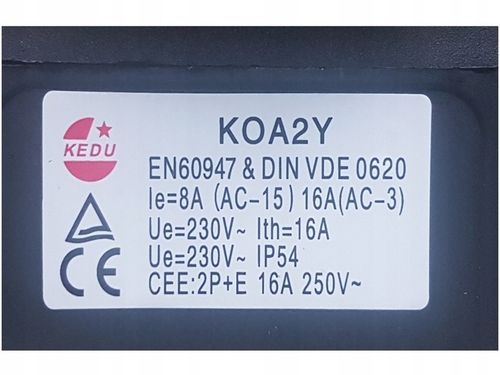 KEDU
KOA2Y
EN60947 & DIN VDE 0620
Ie=8A (AC-15) 16A(AC-3)
Ue=230V~ Ith=16A
Ue=230V~ IP54
CEE:2P+E 16A 250V~
CE